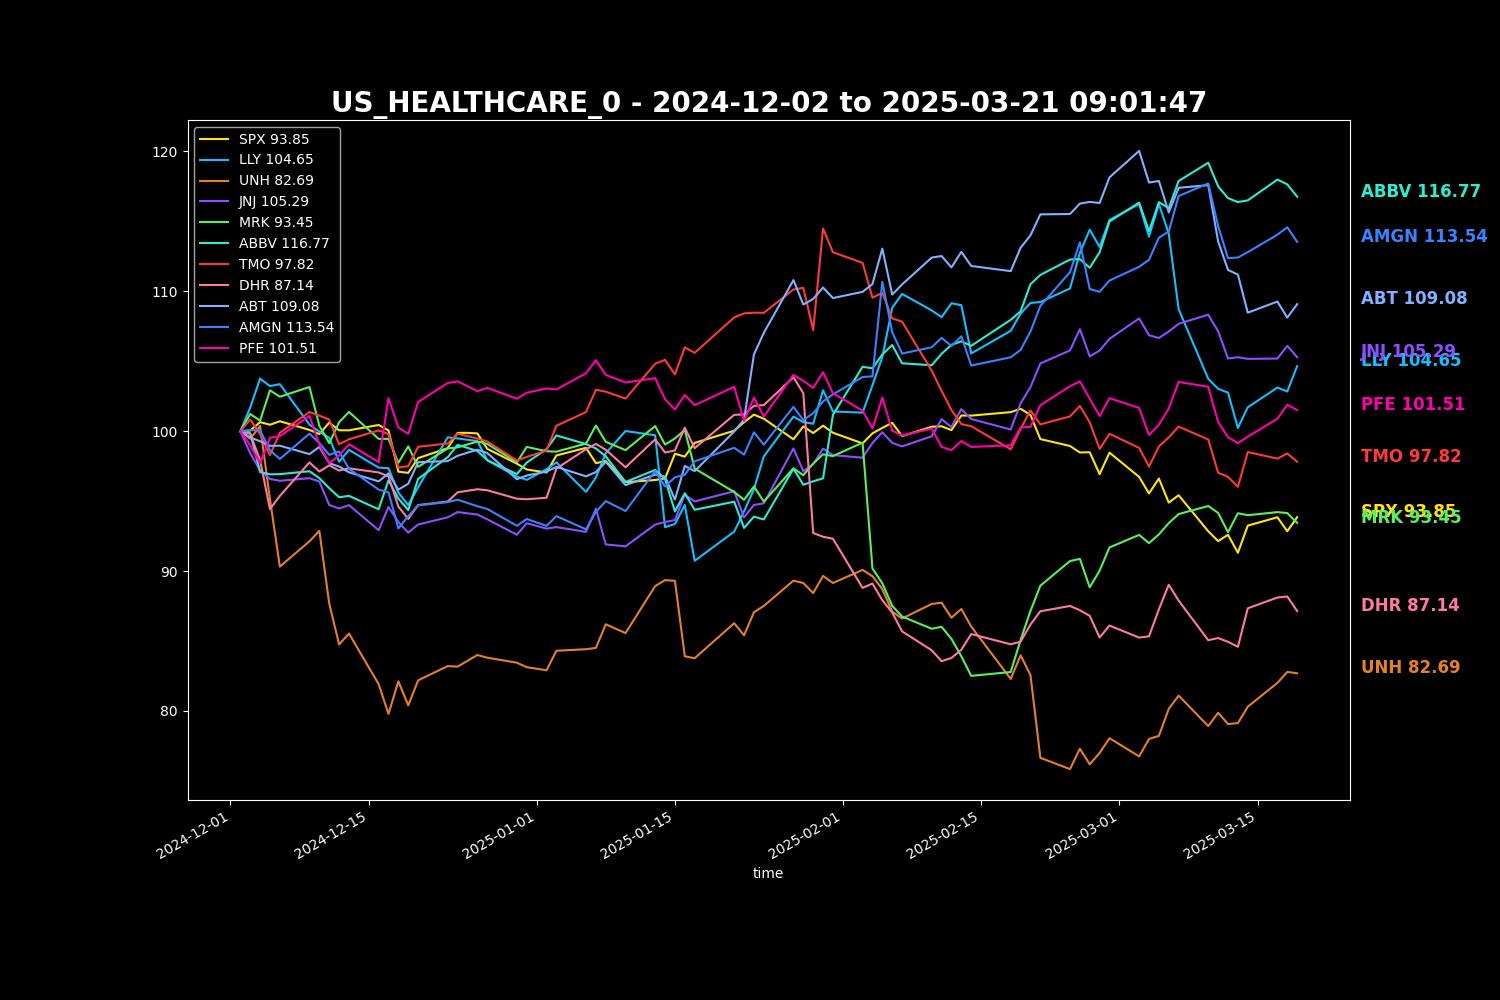 US_HEALTHCARE_0 - 2024-12-02 to 2025-03-21 09:01:47
SPX 93.85
LLY 104.65
UNH 82.69
JNJ 105.29
MRK 93.45
ABBV 116.77
TMO 97.82
DHR 87.14
ABT 109.08
AMGN 113.54
PFE 101.51
120
110
100
90
80
ABBV 116.77
AMGN 113.54
ABT 109.08
JNJ 105.29
LLY 104.65
PFE 101.51
TMO 97.82
SPX 93.85
MRK 93.45
DHR 87.14
UNH 82.69
2024-12-01
2024-12-15
2025-01-01
2025-01-15
2025-02-01
2025-02-15
2025-03-01
2025-03-15
time